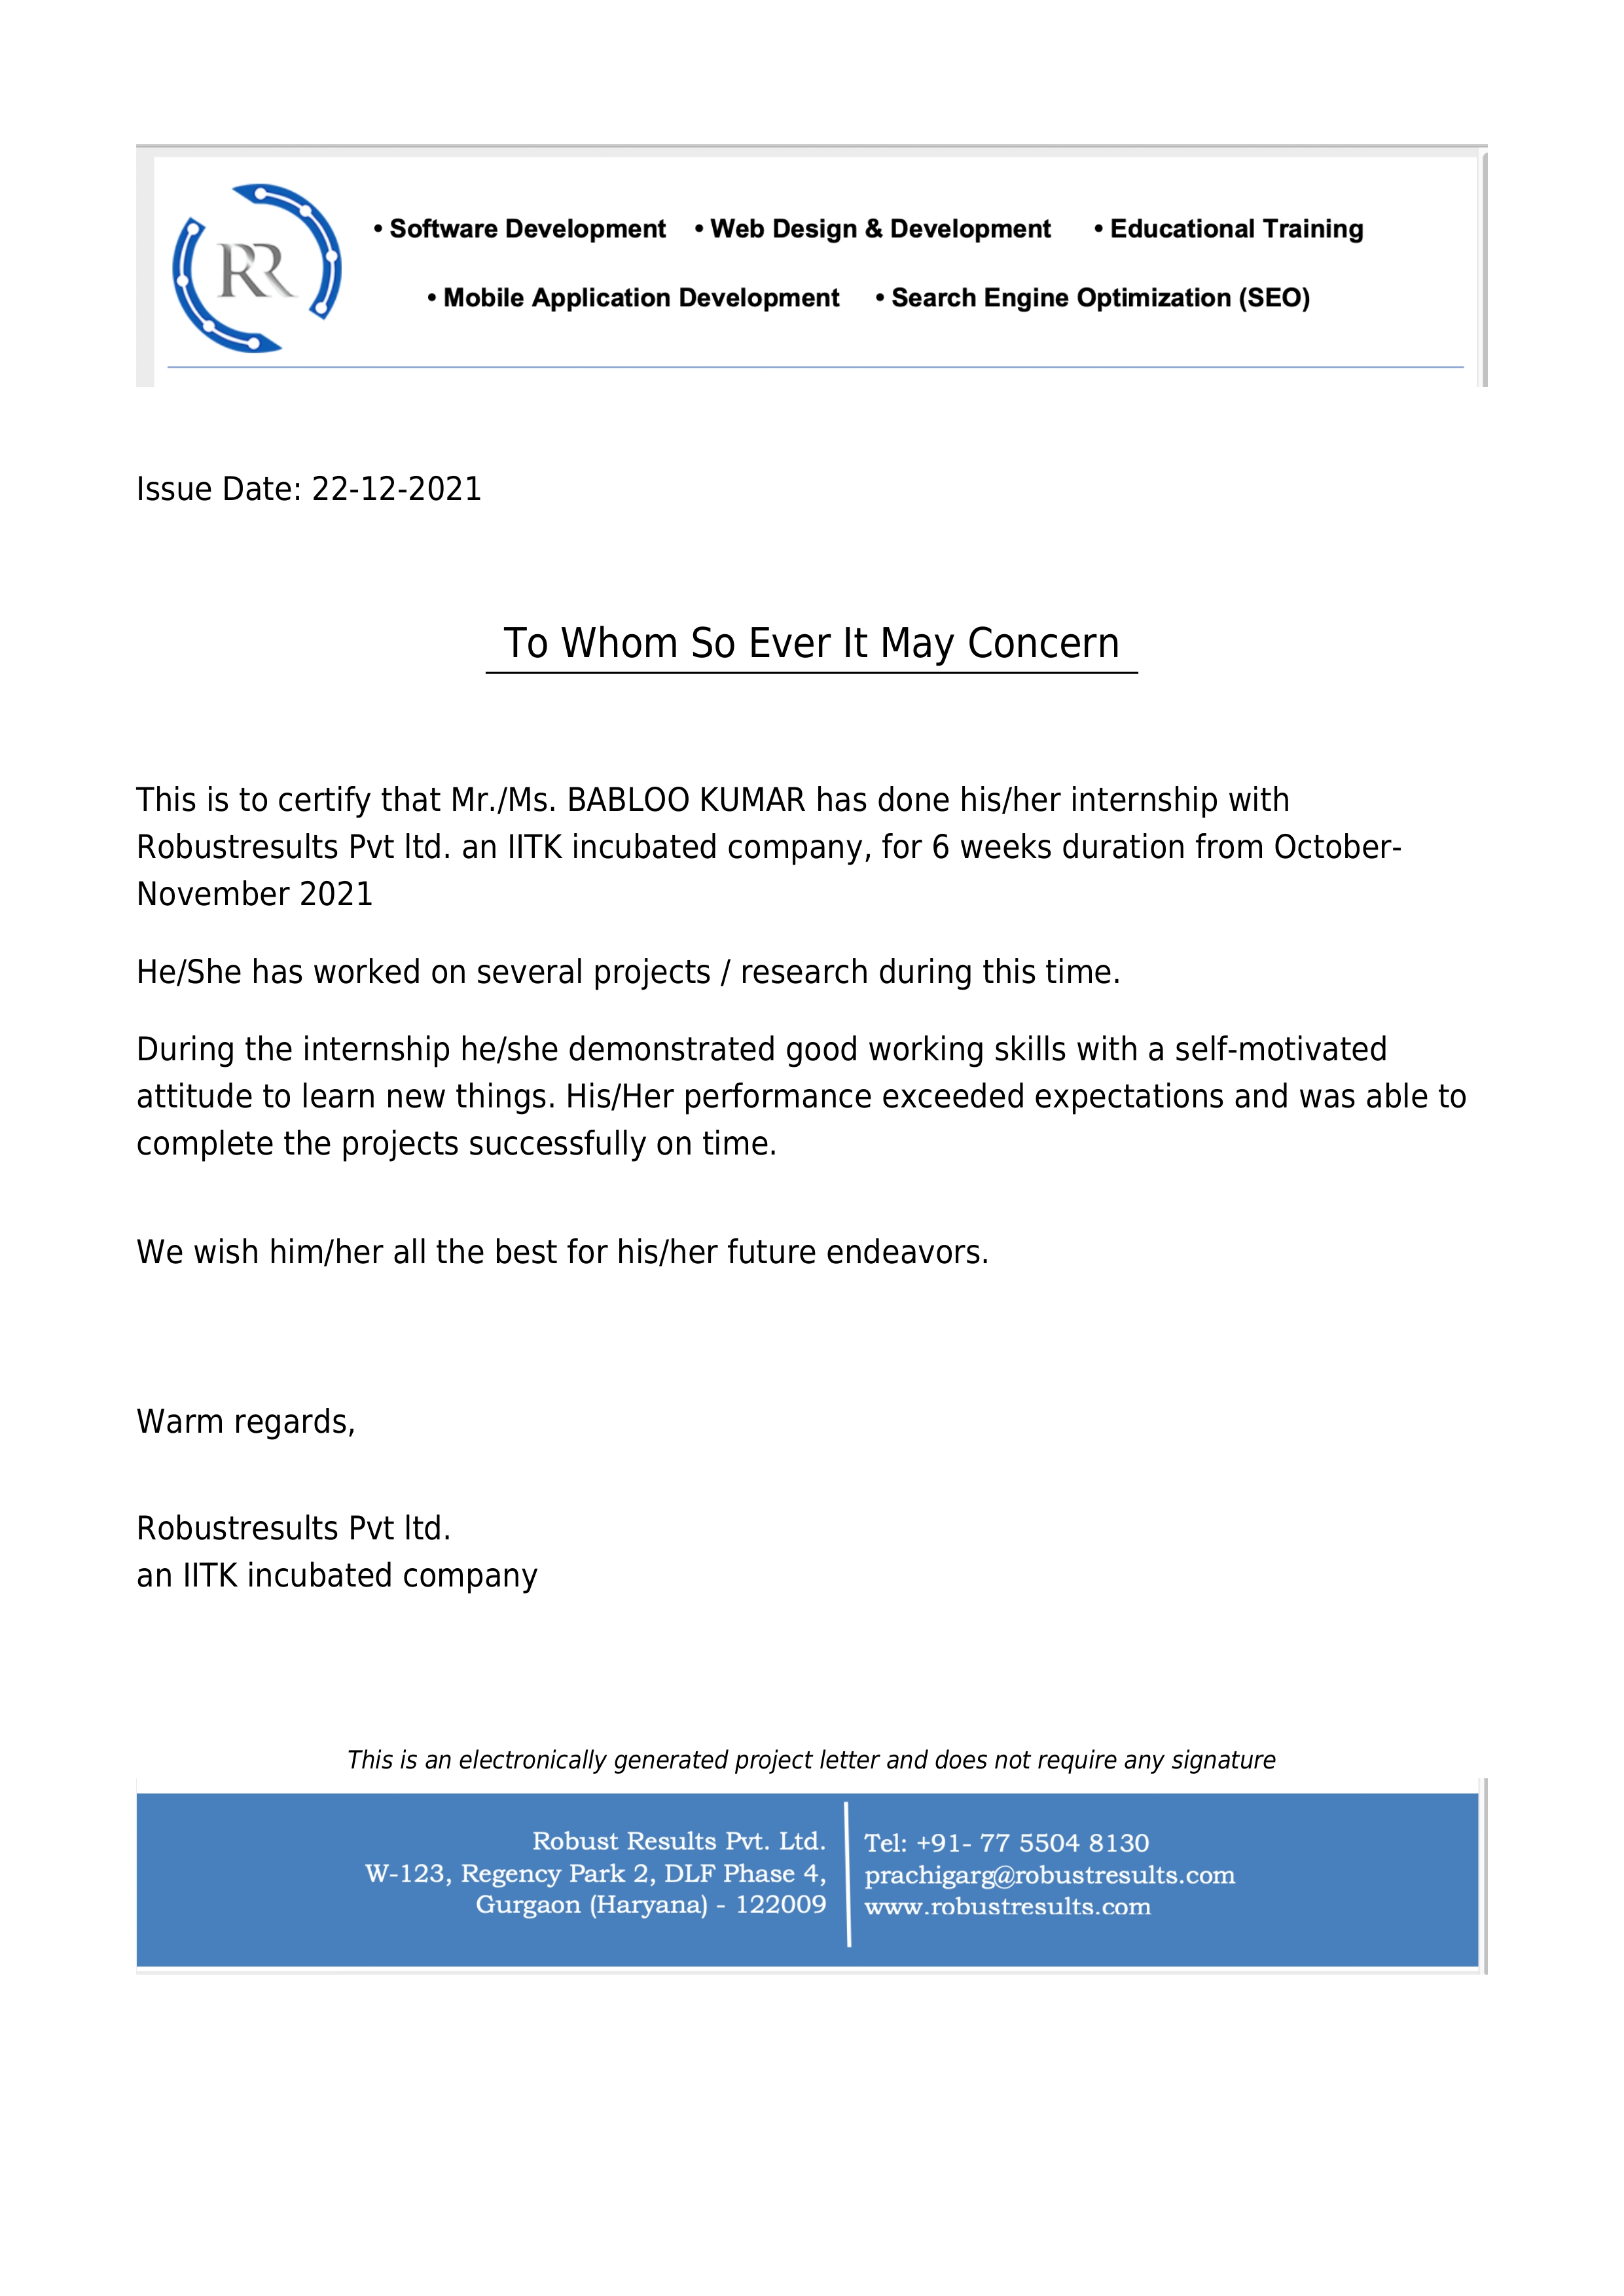 RR
• Software Development • Web Design & Development • Educational Training
• Mobile Application Development • Search Engine Optimization (SEO)
Issue Date: 22-12-2021
To Whom So Ever It May Concern
This is to certify that Mr./Ms. BABLOO KUMAR has done his/her internship with
Robustresults Pvt ltd. an IITK incubated company, for 6 weeks duration from October-
November 2021
He/She has worked on several projects / research during this time.
During the internship he/she demonstrated good working skills with a self-motivated
attitude to learn new things. His/Her performance exceeded expectations and was able to
complete the projects successfully on time.
We wish him/her all the best for his/her future endeavors.
Warm regards,
Robustresults Pvt ltd.
an IITK incubated company
This is an electronically generated project letter and does not require any signature
Robust Results Pvt. Ltd.
W-123, Regency Park 2, DLF Phase 4,
Gurgaon (Haryana) - 122009
Tel: +91- 77 5504 8130
prachigarg@robustresults.com
www.robustresults.com